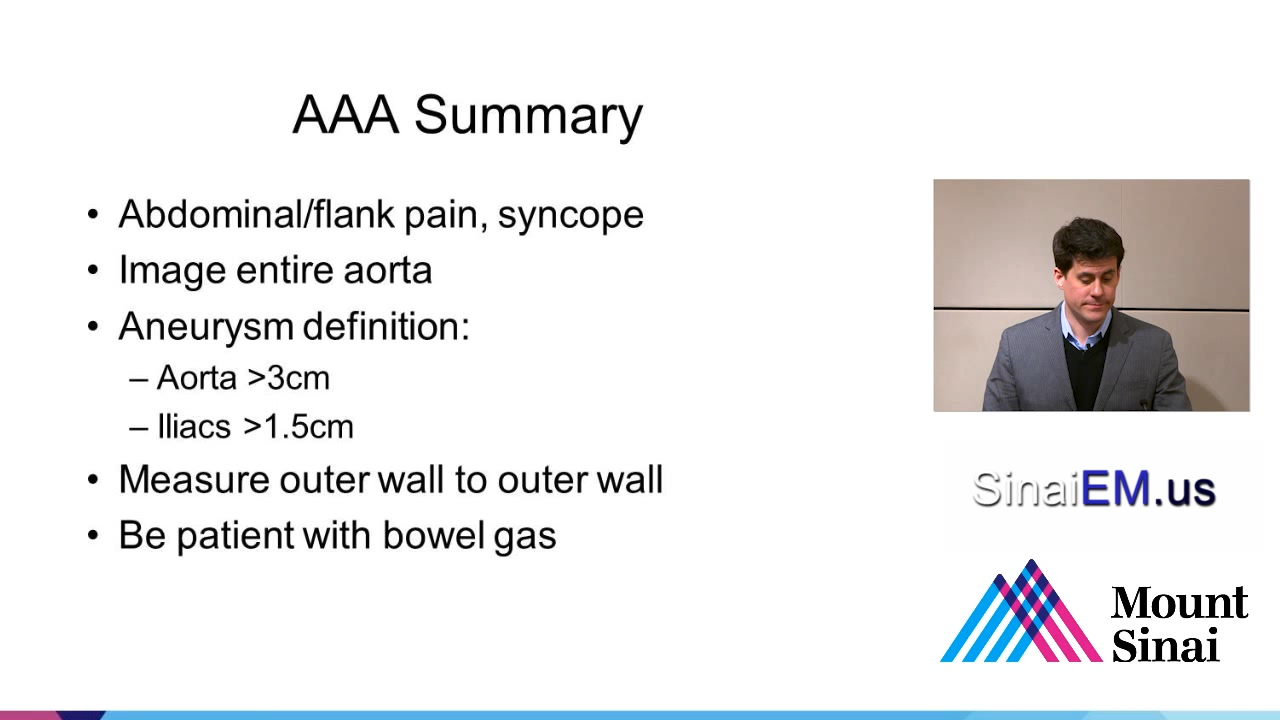 AAA Summary
• Abdominal/flank pain, syncope
• Image entire aorta
• Aneurysm definition:
– Aorta >3cm
– Iliacs >1.5cm
• Measure outer wall to outer wall
• Be patient with bowel gas
SinaiEM.us
Mount
Sinai